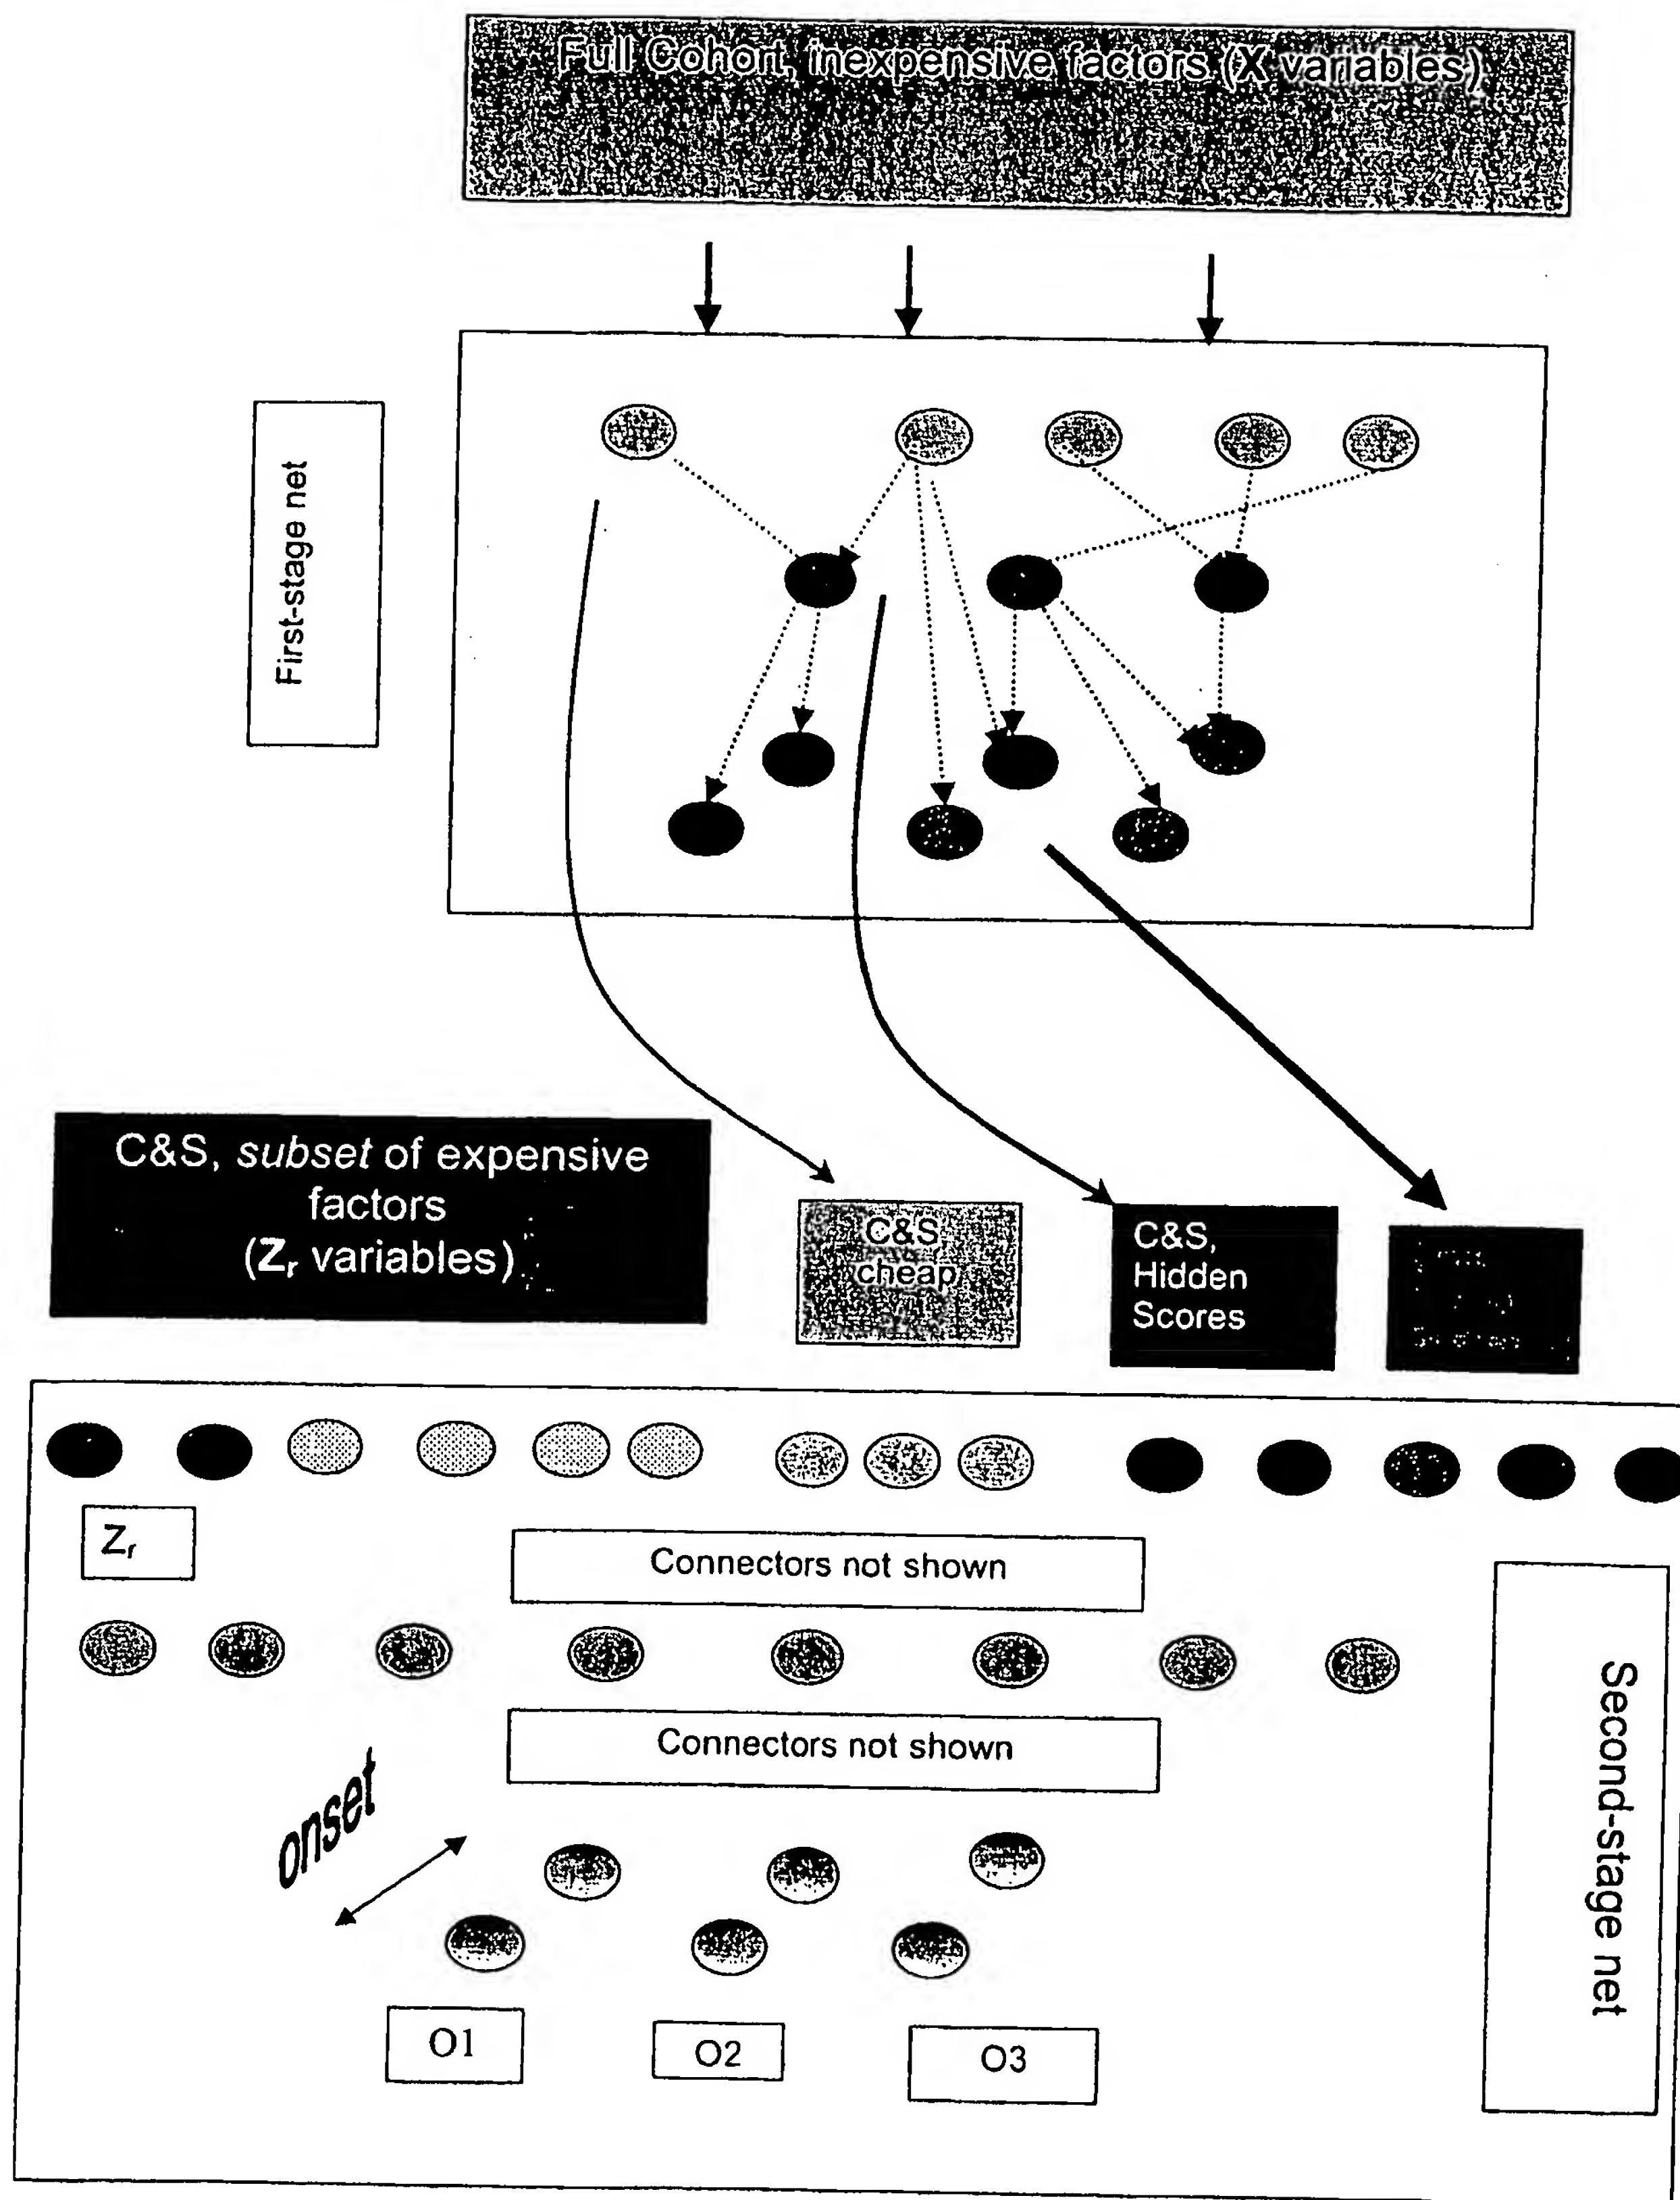 Full Cohort, inexpensive factors (X variables)
First-stage net
C&S, subset of expensive
factors
(Zr variables)
C&S,
cheap
C&S,
Hidden
Scores
Zr
Connectors not shown
Connectors not shown
onset
Second-stage net
O1
O2
O3